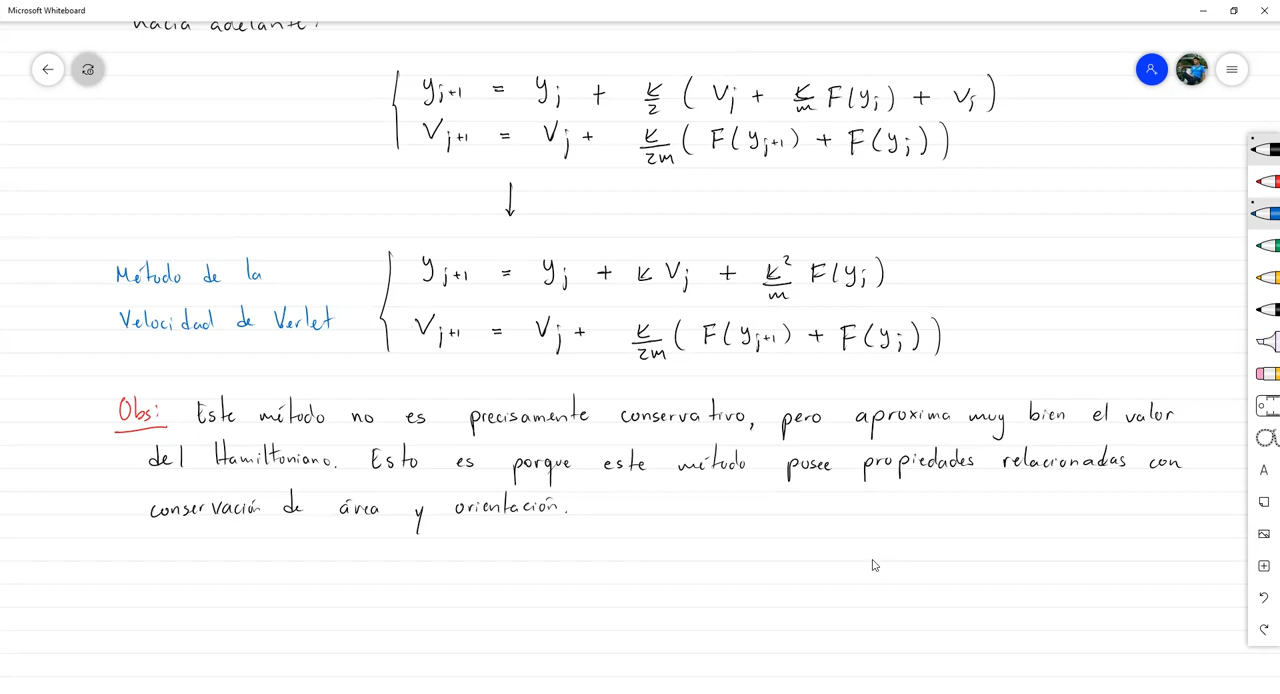 Microsoft Whiteboard
hacia adelante:
y_{j+1} = y_j + k/2 ( v_j + k/m F(y_j) + v_j )
v_{j+1} = v_j + k/2m ( F(y_{j+1}) + F(y_j) )
↓
Método de la
Velocidad de Verlet
y_{j+1} = y_j + k v_j + k²/m F(y_j)
v_{j+1} = v_j + k/2m ( F(y_{j+1}) + F(y_j) )
Obs: Este método no es precisamente conservativo, pero aproxima muy bien el valor
del Hamiltoniano. Esto es porque este método posee propiedades relacionadas con
conservación de área y orientación.